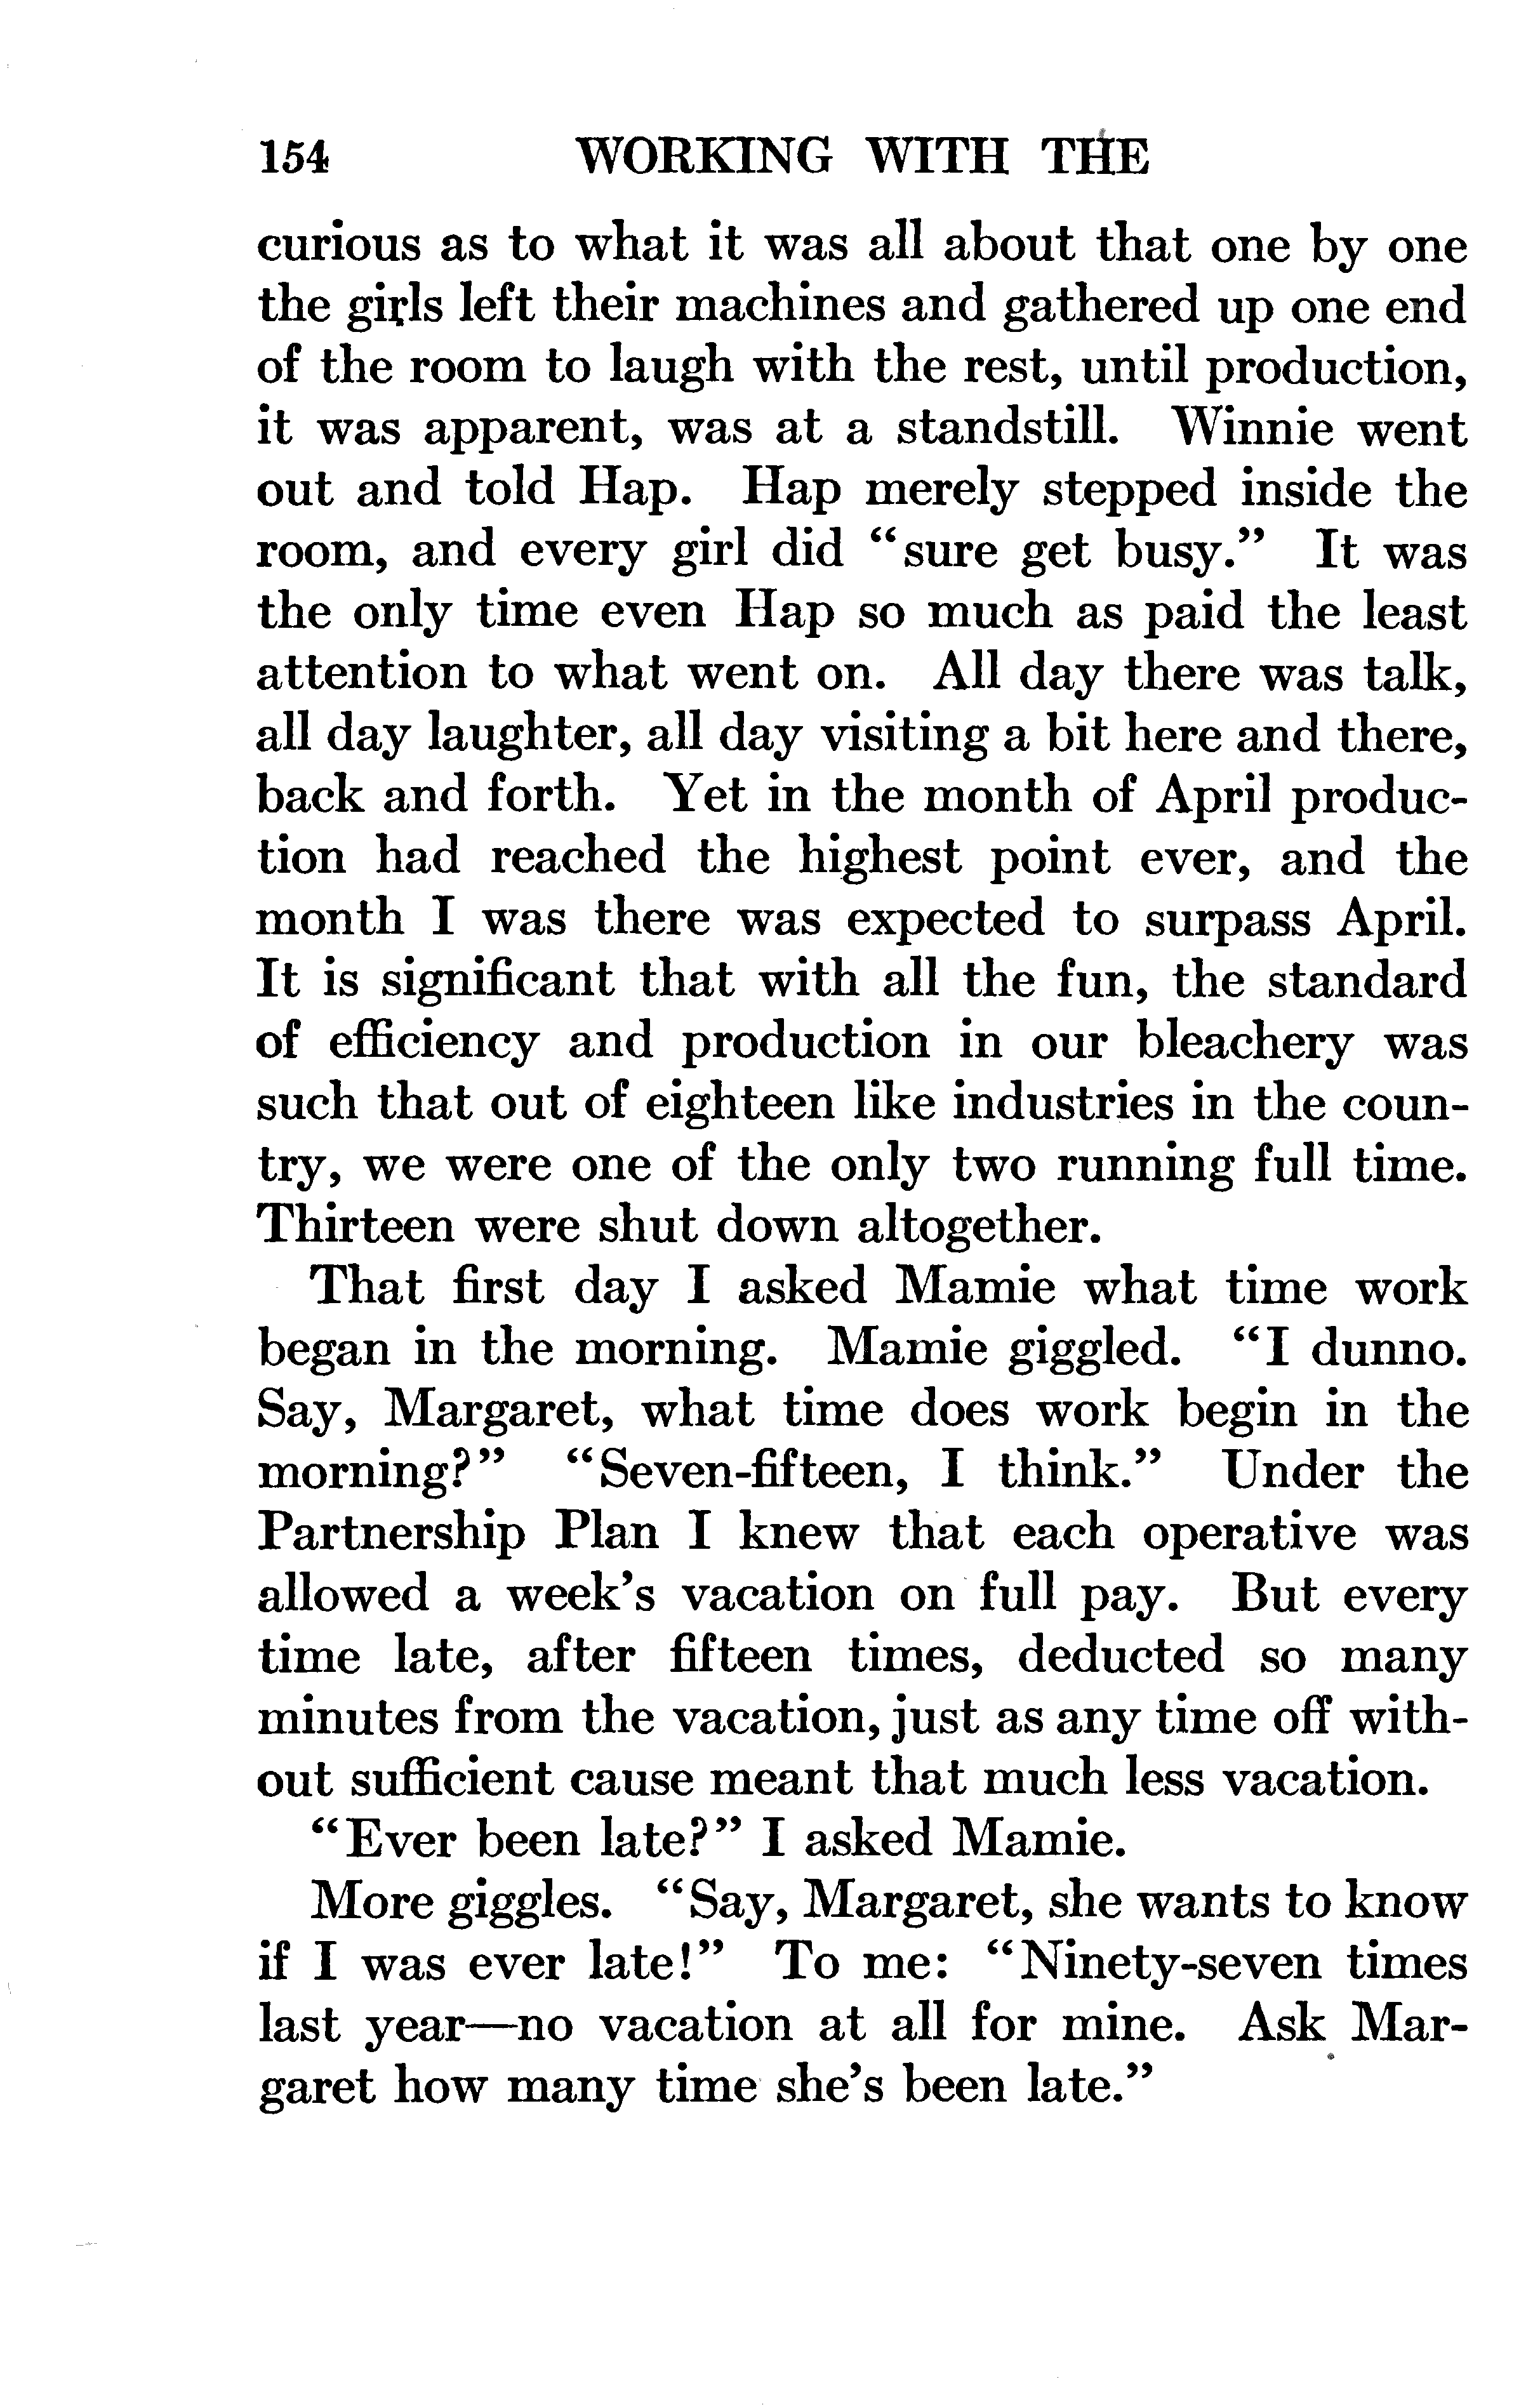 154 WORKING WITH THE
curious as to what it was all about that one by one
the girls left their machines and gathered up one end
of the room to laugh with the rest, until production,
it was apparent, was at a standstill. Winnie went
out and told Hap. Hap merely stepped inside the
room, and every girl did “sure get busy.” It was
the only time even Hap so much as paid the least
attention to what went on. All day there was talk,
all day laughter, all day visiting a bit here and there,
back and forth. Yet in the month of April produc-
tion had reached the highest point ever, and the
month I was there was expected to surpass April.
It is significant that with all the fun, the standard
of efficiency and production in our bleachery was
such that out of eighteen like industries in the coun-
try, we were one of the only two running full time.
Thirteen were shut down altogether.
That first day I asked Mamie what time work
began in the morning. Mamie giggled. “I dunno.
Say, Margaret, what time does work begin in the
morning?” “Seven-fifteen, I think.” Under the
Partnership Plan I knew that each operative was
allowed a week’s vacation on full pay. But every
time late, after fifteen times, deducted so many
minutes from the vacation, just as any time off with-
out sufficient cause meant that much less vacation.
“Ever been late?” I asked Mamie.
More giggles. “Say, Margaret, she wants to know
if I was ever late!” To me: “Ninety-seven times
last year—no vacation at all for mine. Ask Mar-
garet how many time she’s been late.”